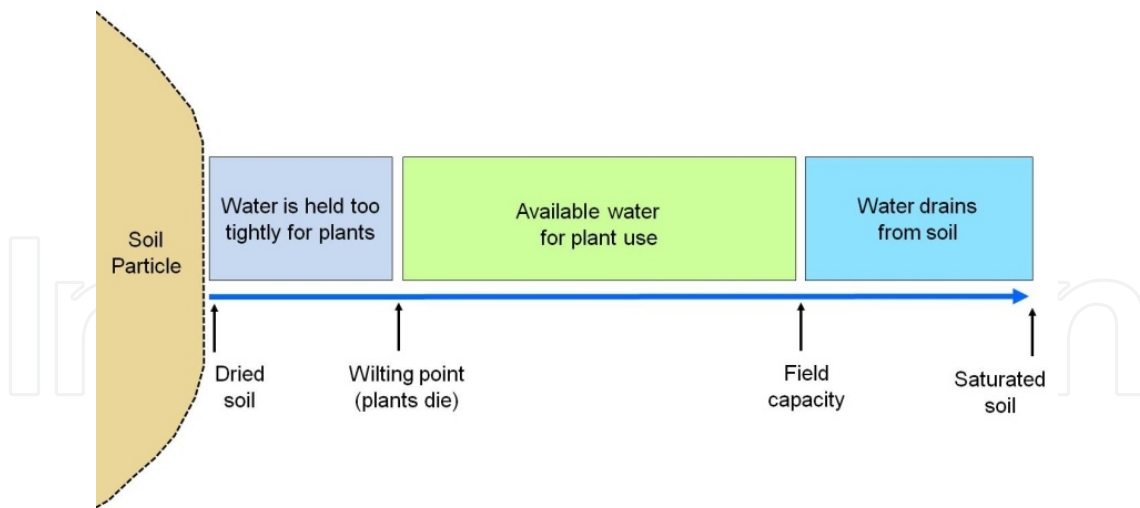 Soil
Particle
Water is held too
tightly for plants
Available water
for plant use
Water drains
from soil
Dried
soil
Wilting point
(plants die)
Field
capacity
Saturated
soil